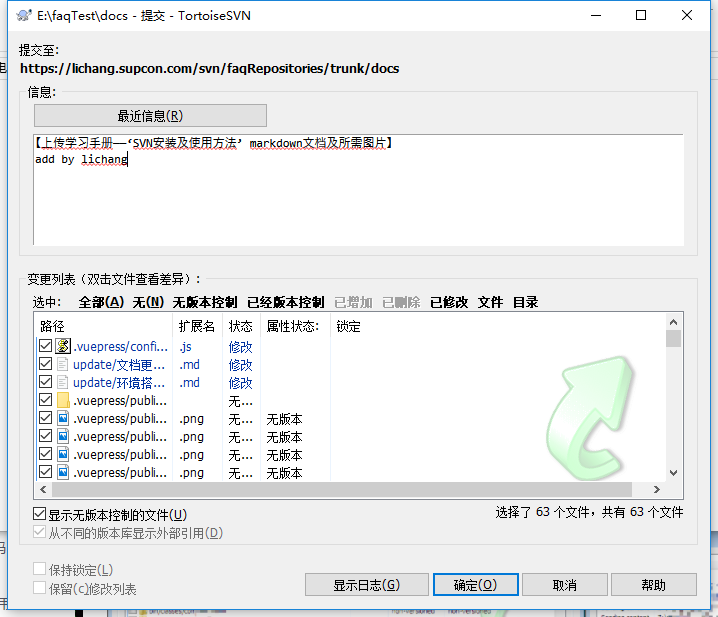 E:\faqTest\docs - 提交 - TortoiseSVN
提交至:
https://lichang.supcon.com/svn/faqRepositories/trunk/docs
信息:
最近信息(R)
【上传学习手册——‘SVN安装及使用方法’ markdown文档及所需图片】
add by lichang
变更列表（双击文件查看差异）:
选中: 全部(A) 无(N) 无版本控制 已经版本控制 已增加 已删除 已修改 文件 目录
路径 扩展名 状态 属性状态: 锁定
.vuepress/confi... .js 修改
update/文档更... .md 修改
update/环境搭... .md 修改
.vuepress/publi... 无...
.vuepress/publi... .png 无... 无版本
.vuepress/publi... .png 无... 无版本
.vuepress/publi... .png 无... 无版本
.vuepress/publi... .png 无... 无版本
显示无版本控制的文件(U) 选择了 63 个文件，共有 63 个文件
从不同的版本库显示外部引用(D)
保持锁定(L)
保留(c)修改列表
显示日志(G) 确定(O) 取消 帮助